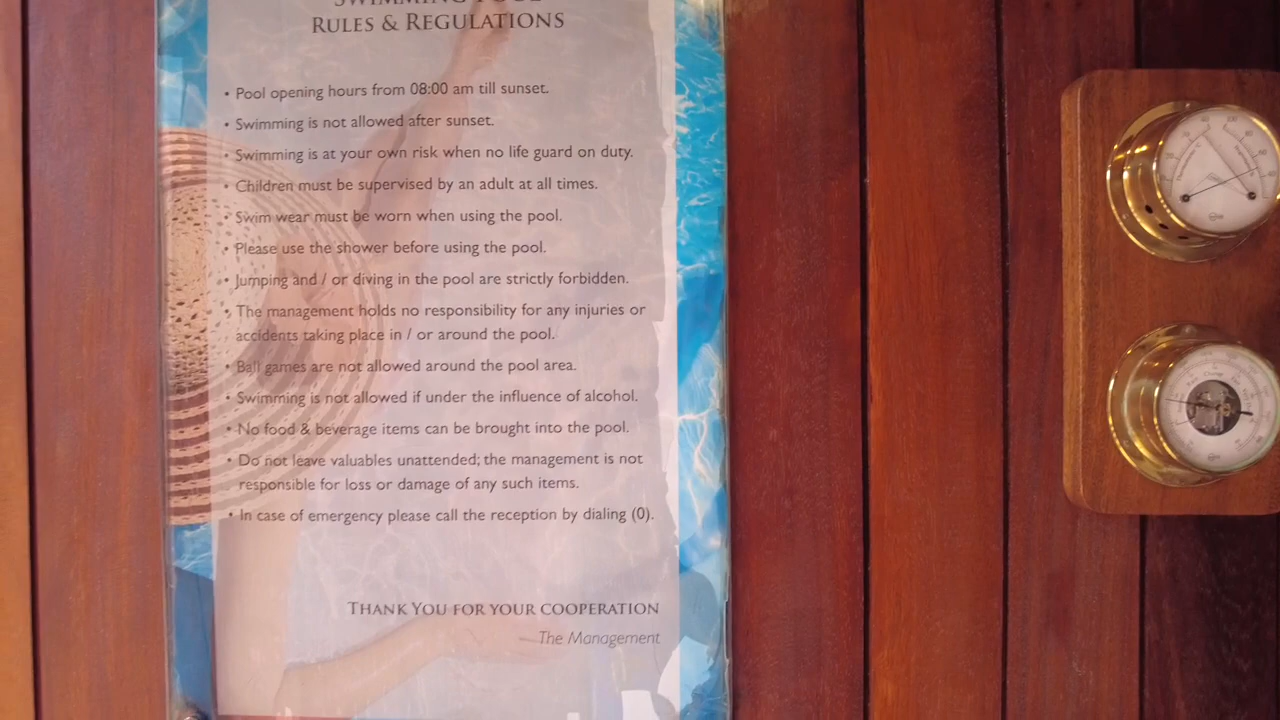 SWIMMING POOL
RULES & REGULATIONS
• Pool opening hours from 08:00 am till sunset.
• Swimming is not allowed after sunset.
• Swimming is at your own risk when no life guard on duty.
• Children must be supervised by an adult at all times.
• Swim wear must be worn when using the pool.
• Please use the shower before using the pool.
• Jumping and / or diving in the pool are strictly forbidden.
• The management holds no responsibility for any injuries or
accidents taking place in / or around the pool.
• Ball games are not allowed around the pool area.
• Swimming is not allowed if under the influence of alcohol.
• No food & beverage items can be brought into the pool.
• Do not leave valuables unattended; the management is not
responsible for loss or damage of any such items.
• In case of emergency please call the reception by dialing (0).
THANK YOU FOR YOUR COOPERATION
The Management
Change